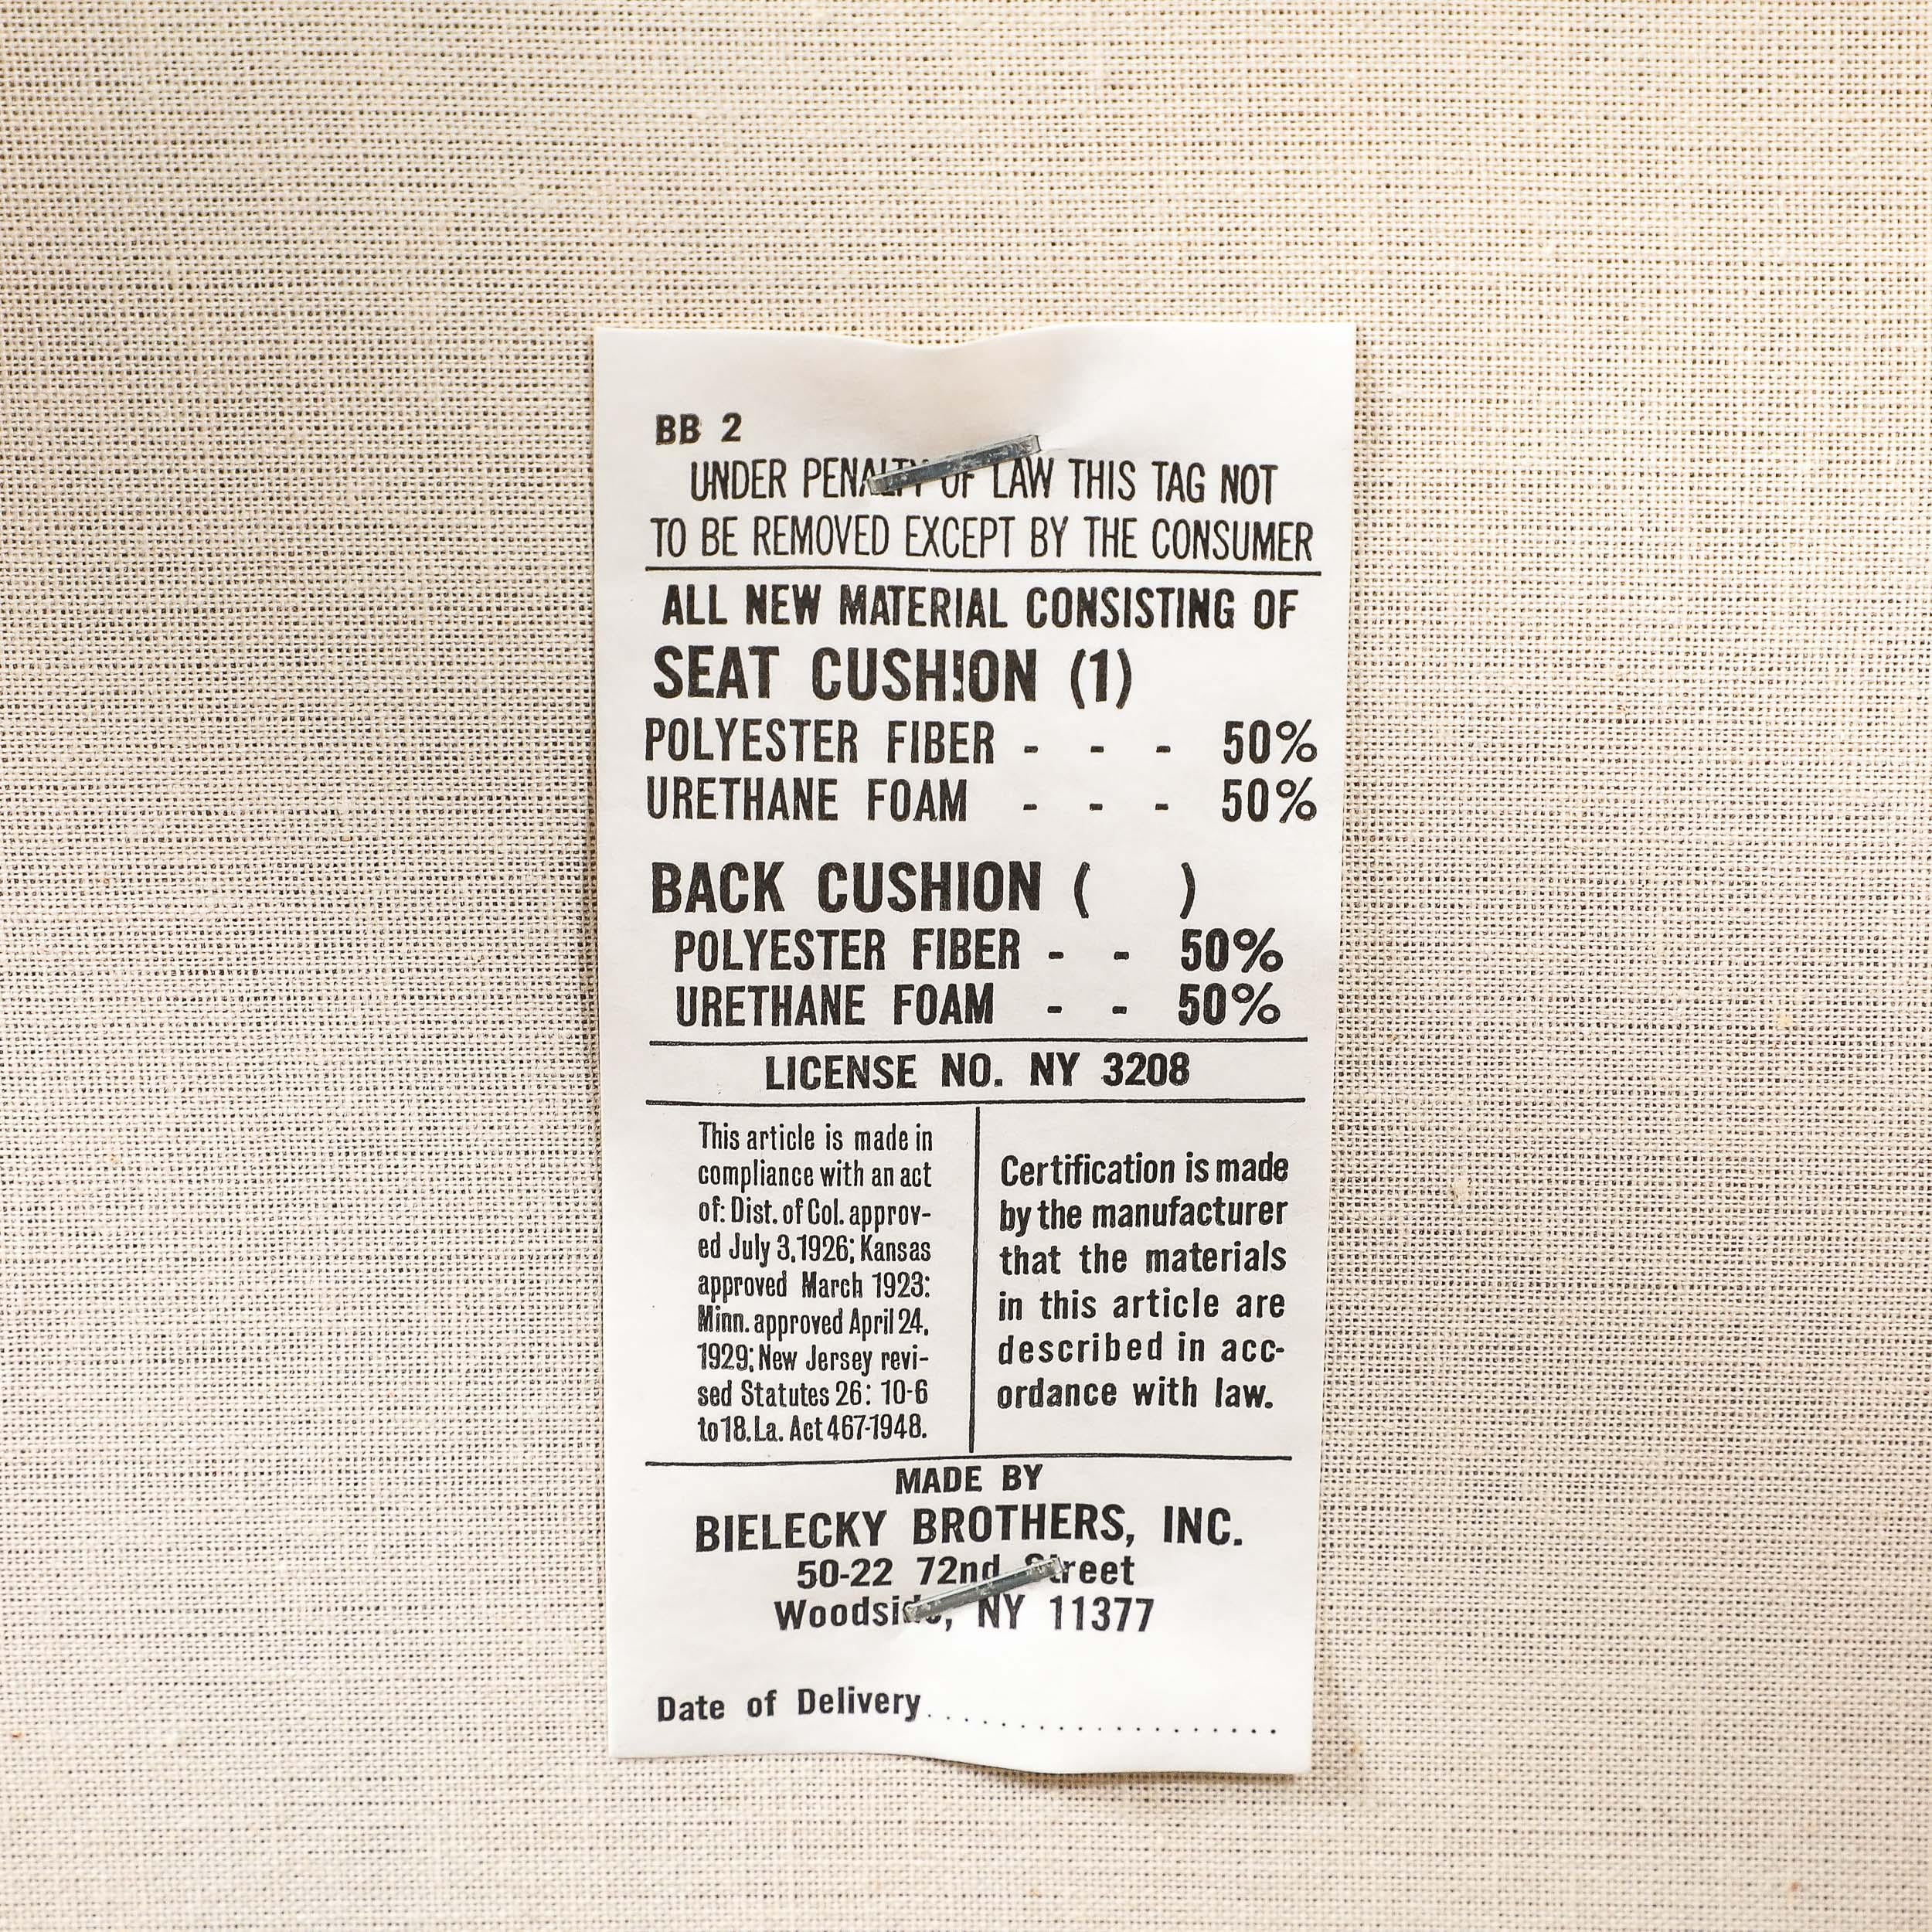 BB 2
UNDER PENALTY OF LAW THIS TAG NOT
TO BE REMOVED EXCEPT BY THE CONSUMER
ALL NEW MATERIAL CONSISTING OF
SEAT CUSHION (1)
POLYESTER FIBER - - - 50%
URETHANE FOAM - - - 50%
BACK CUSHION ( )
POLYESTER FIBER - - 50%
URETHANE FOAM - - 50%
LICENSE NO. NY 3208
This article is made in
compliance with an act
of: Dist. of Col. approv-
ed July 3, 1926; Kansas
approved March 1923:
Minn. approved April 24,
1929; New Jersey revi-
sed Statutes 26: 10-6
to 18. La. Act 467-1948.
Certification is made
by the manufacturer
that the materials
in this article are
described in acc-
ordance with law.
MADE BY
BIELECKY BROTHERS, INC.
50-22 72nd Street
Woodside, NY 11377
Date of Delivery....................